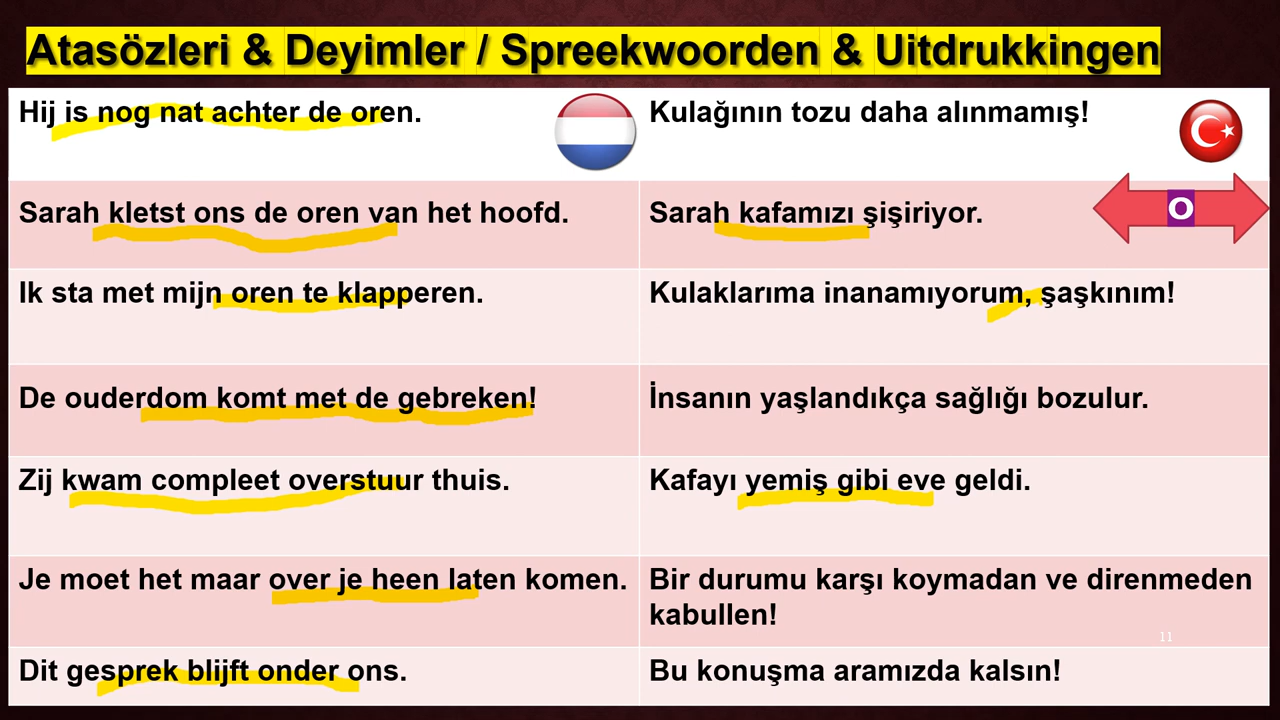 Atasözleri & Deyimler / Spreekwoorden & Uitdrukkingen
Hij is nog nat achter de oren.
Kulağının tozu daha alınmamış!
Sarah kletst ons de oren van het hoofd.
Sarah kafamızı şişiriyor.
O
Ik sta met mijn oren te klapperen.
Kulaklarıma inanamıyorum, şaşkınım!
De ouderdom komt met de gebreken!
İnsanın yaşlandıkça sağlığı bozulur.
Zij kwam compleet overstuur thuis.
Kafayı yemiş gibi eve geldi.
Je moet het maar over je heen laten komen.
Bir durumu karşı koymadan ve direnmeden
kabullen!
11
Dit gesprek blijft onder ons.
Bu konuşma aramızda kalsın!